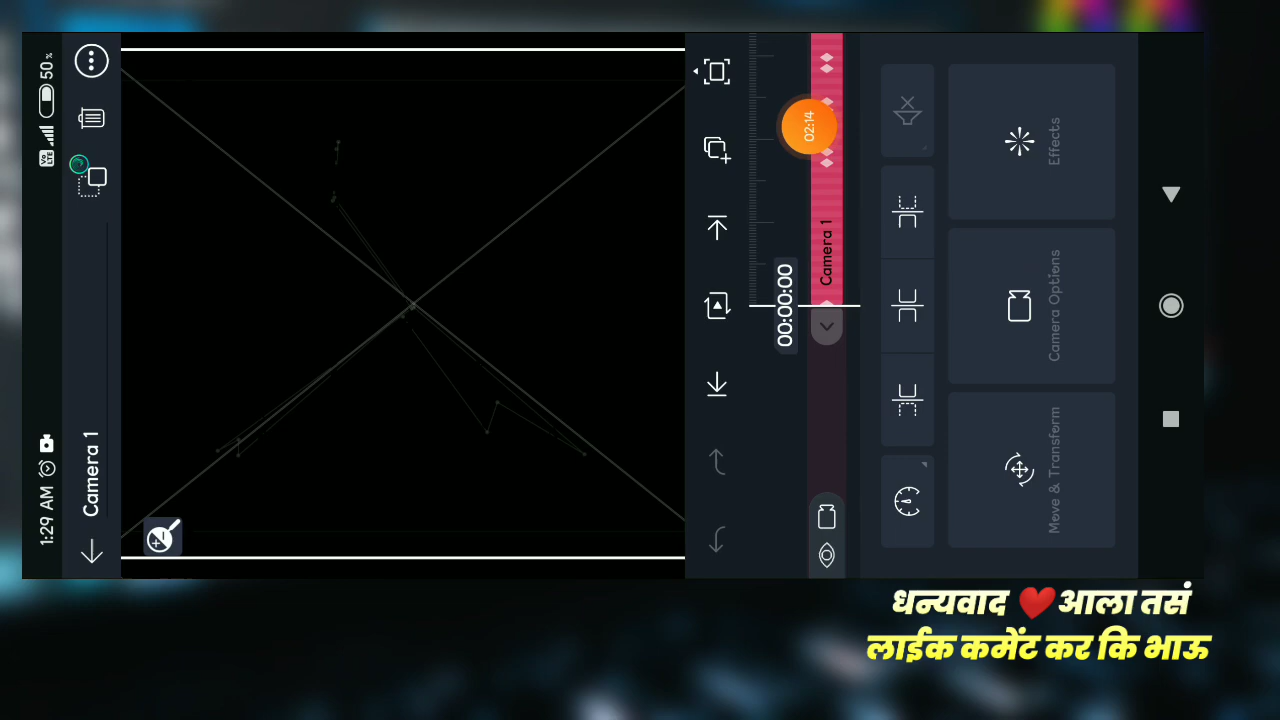 1:29 AM
50%
Camera 1
00:00:00
Camera 1
02:14
Move & Transform
Camera Options
Effects
धन्यवाद ❤️आला तसं
लाईक कमेंट कर कि भाऊ